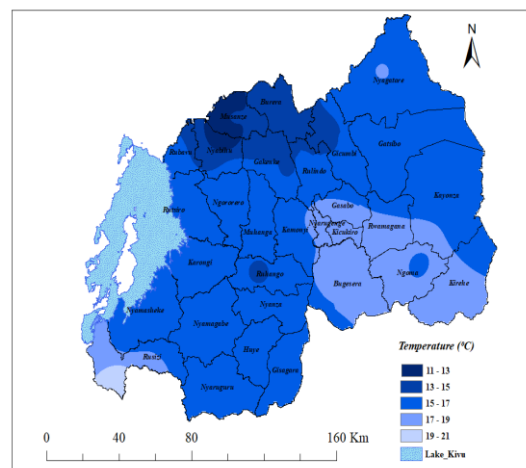 N
Nyagatare
Burera
Musanze
Gatsibo
Nyabihu
Rubavu
Gakenke
Gicumbi
Rulindo
Kayonza
Rutsiro
Ngororero
Gasabo
Nyarugenge
Rwamagana
Kicukiro
Muhanga
Kamonyi
Karongi
Ruhango
Ngoma
Bugesera
Kirehe
Nyanza
Nyamasheke
Nyamagabe
Huye
Rusizi
Gisagara
Nyaruguru
Temperature (°C)
11 - 13
13 - 15
15 - 17
17 - 19
19 - 21
Lake_Kivu
0 40 80 160 Km